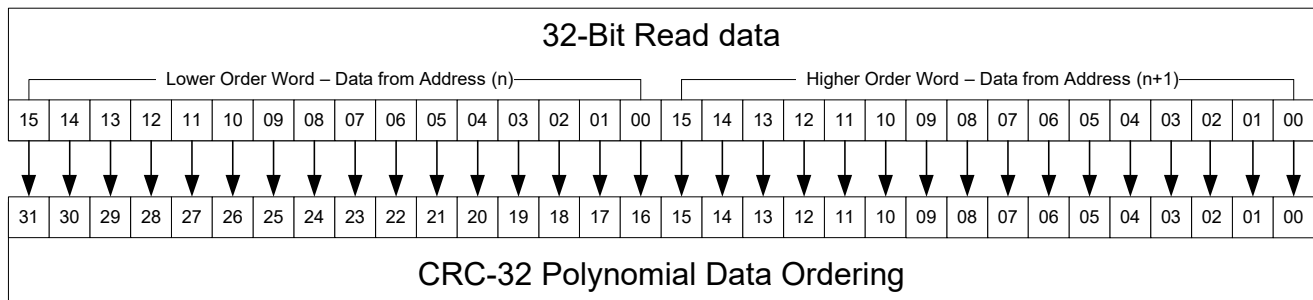 32-Bit Read data
Lower Order Word – Data from Address (n) Higher Order Word – Data from Address (n+1)
15 14 13 12 11 10 09 08 07 06 05 04 03 02 01 00 15 14 13 12 11 10 09 08 07 06 05 04 03 02 01 00
31 30 29 28 27 26 25 24 23 22 21 20 19 18 17 16 15 14 13 12 11 10 09 08 07 06 05 04 03 02 01 00
CRC-32 Polynomial Data Ordering